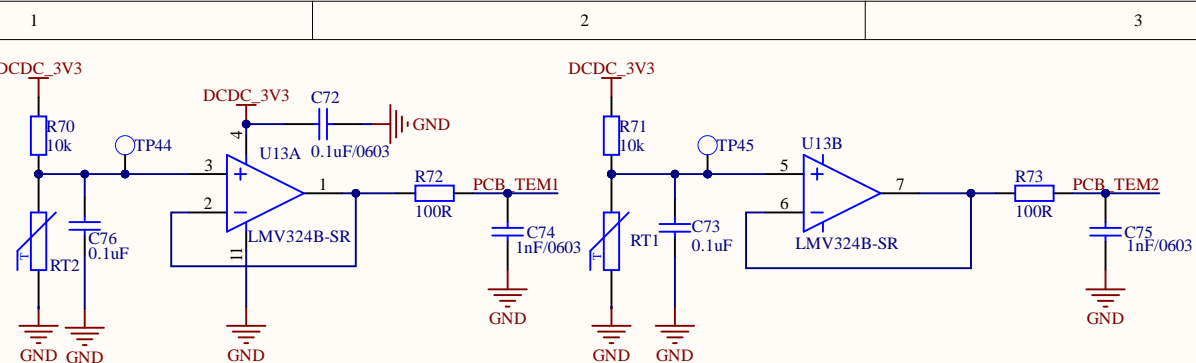 1
2
3
DCDC_3V3
R70
10k
TP44
DCDC_3V3
C72
0.1uF/0603
GND
4
U13A
3
2
1
11
LMV324B-SR
R72
100R
PCB_TEM1
C74
1nF/0603
GND
T
RT2
C76
0.1uF
GND
GND
GND
DCDC_3V3
R71
10k
TP45
U13B
5
6
7
LMV324B-SR
R73
100R
PCB_TEM2
C75
1nF/0603
GND
T
RT1
C73
0.1uF
GND
GND